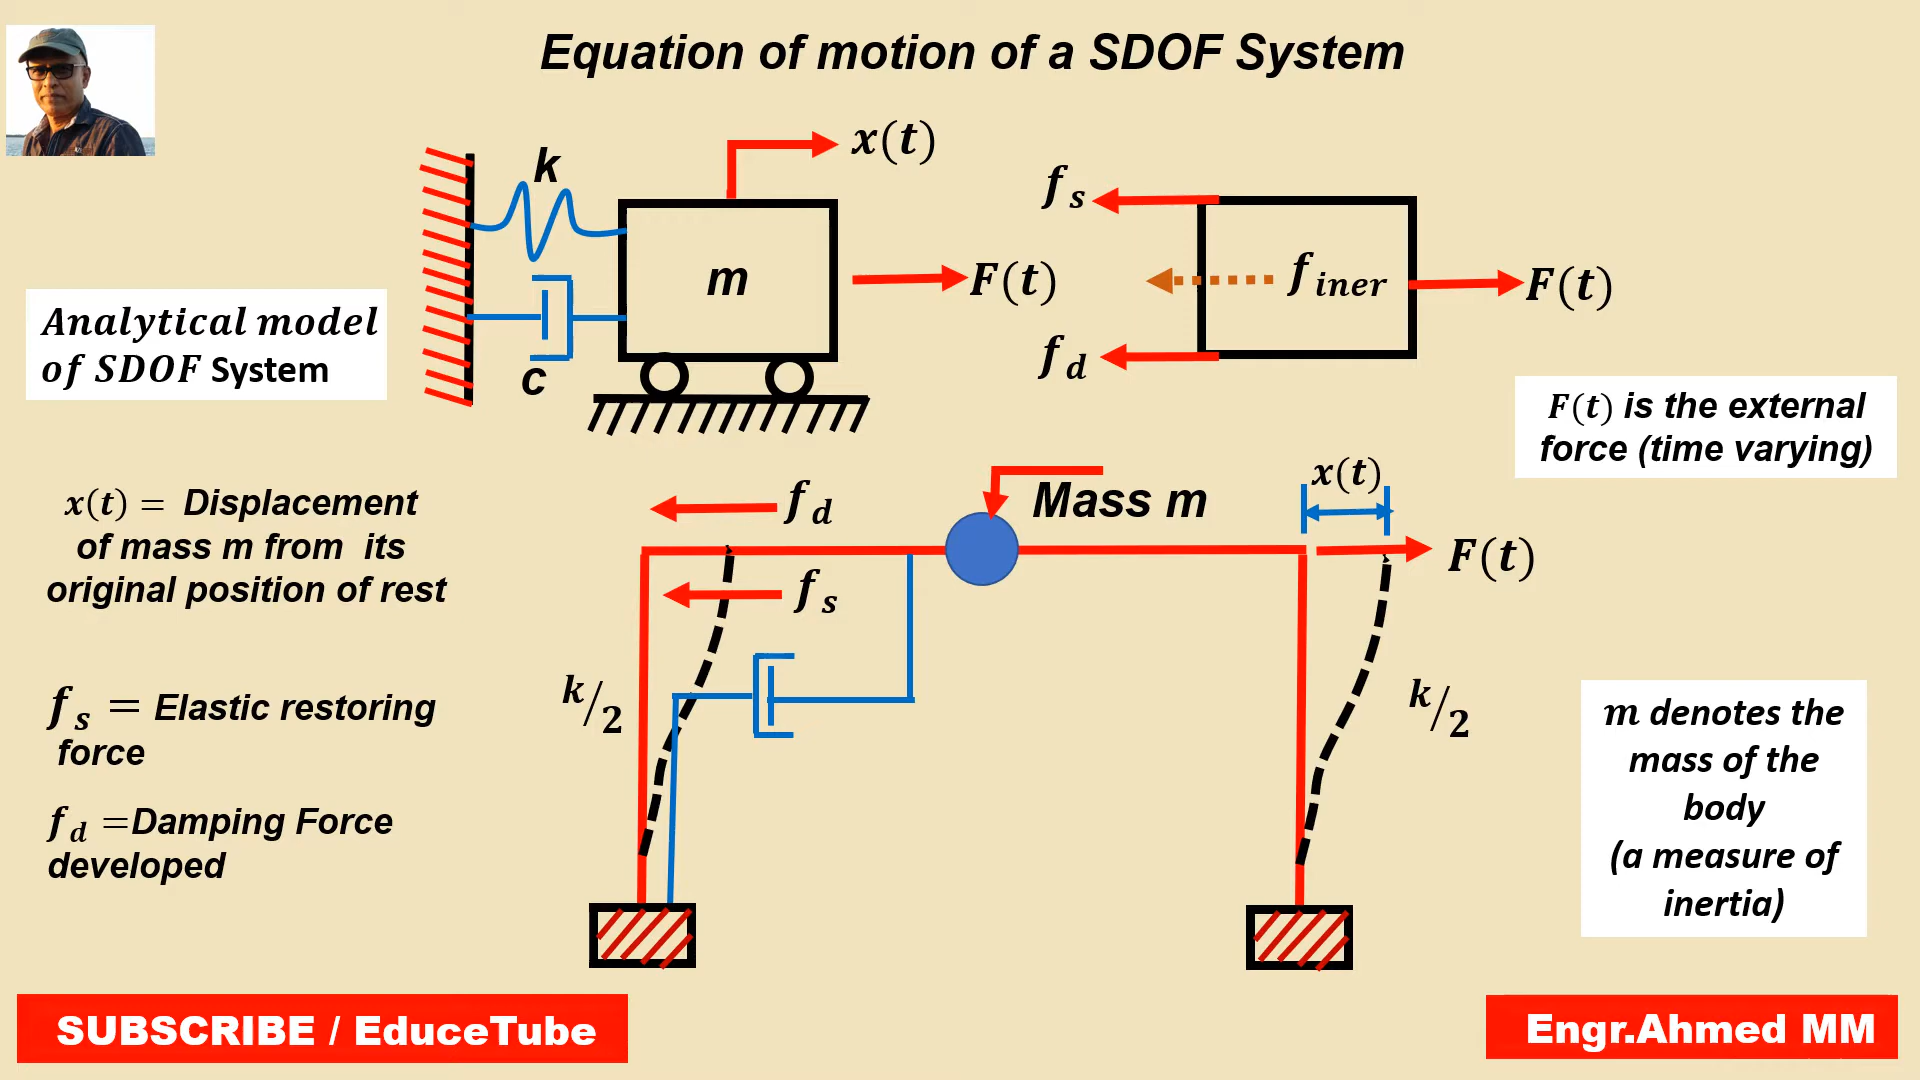 Equation of motion of a SDOF System
x(t)
k
m
F(t)
c
f_s
f_iner
F(t)
f_d
Analytical model
of SDOF System
F(t) is the external
force (time varying)
x(t) = Displacement
of mass m from its
original position of rest
f_d
Mass m
x(t)
F(t)
f_s
k/2
k/2
f_s = Elastic restoring
force
f_d =Damping Force
developed
m denotes the
mass of the
body
(a measure of
inertia)
SUBSCRIBE / EduceTube
Engr.Ahmed MM